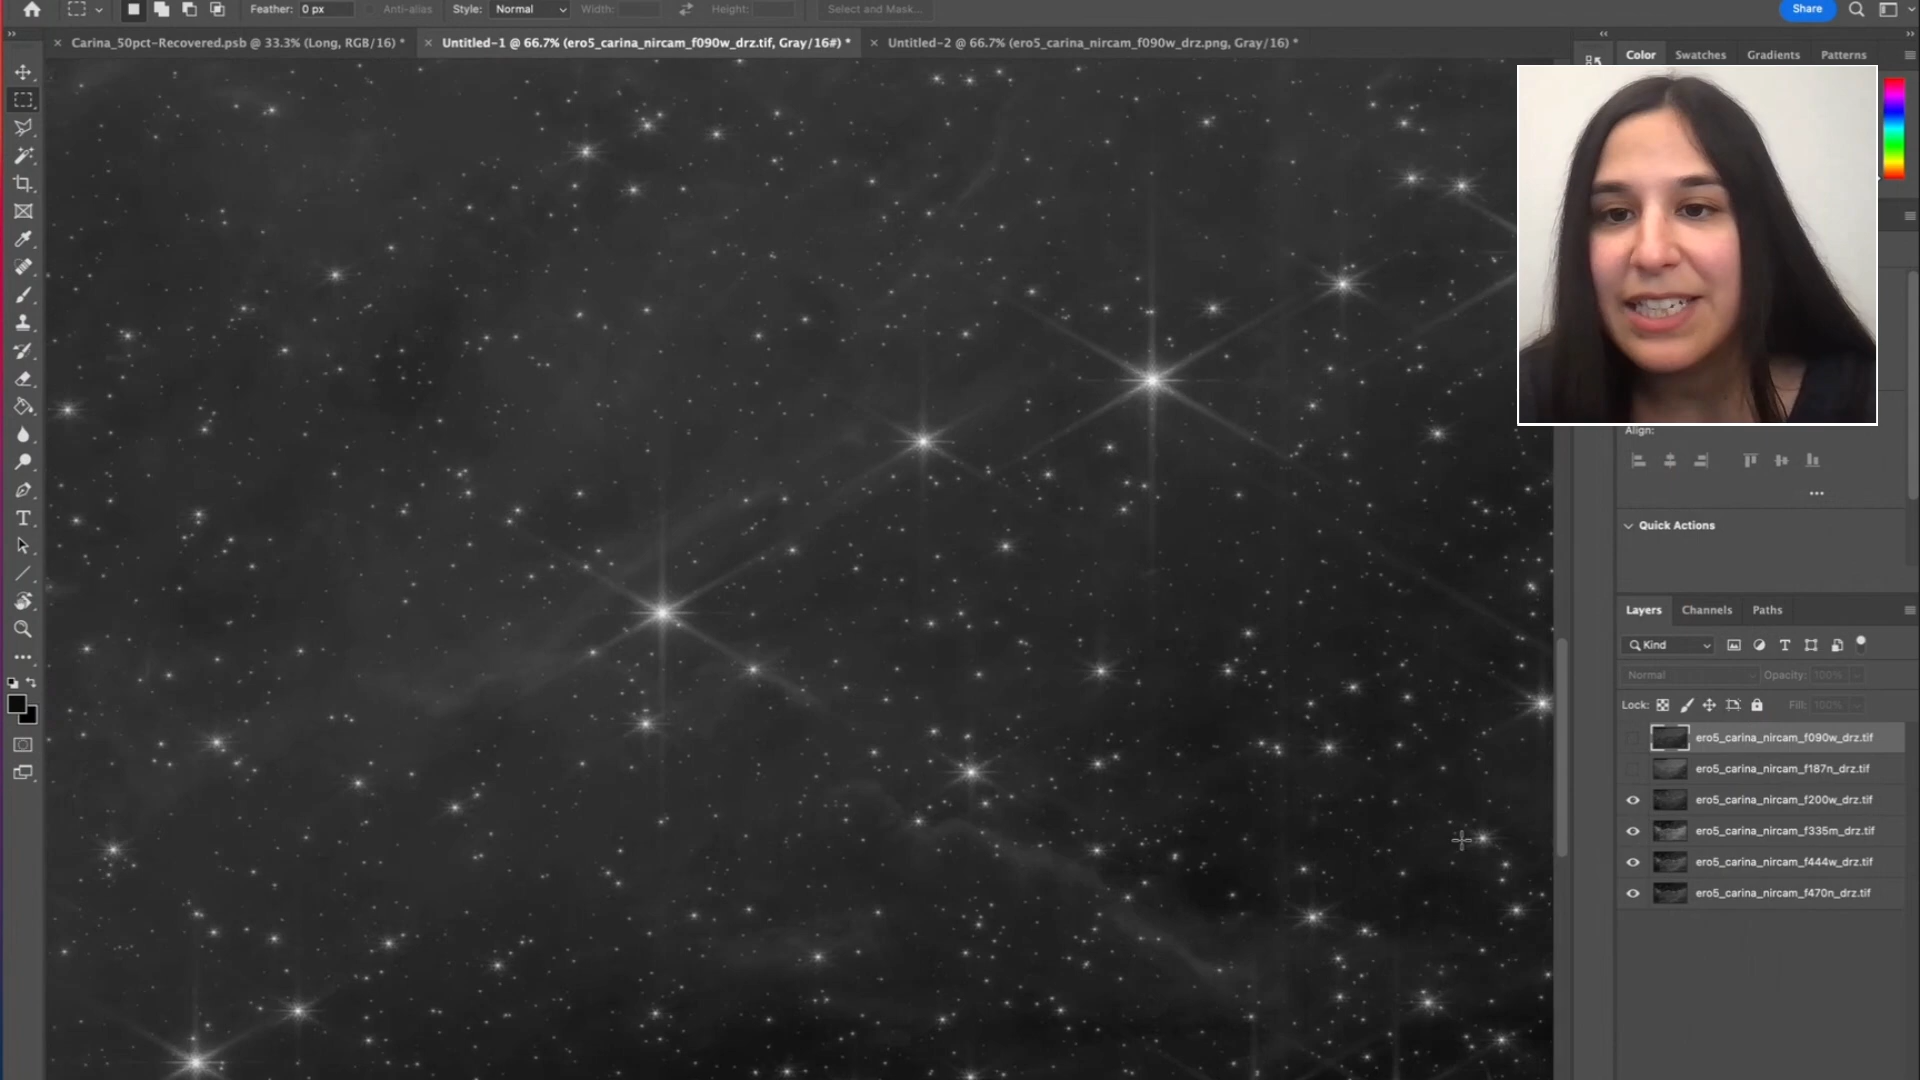 Feather: 0 px Anti-alias Style: Normal Width: Height: Select and Mask... Share
Carina_50pct-Recovered.psb @ 33.3% (Long, RGB/16) *
Untitled-1 @ 66.7% (ero5_carina_nircam_f090w_drz.tif, Gray/16#) *
Untitled-2 @ 66.7% (ero5_carina_nircam_f090w_drz.png, Gray/16) *
Color Swatches Gradients Patterns
Align:
Quick Actions
Layers Channels Paths
Kind
Normal Opacity: 100%
Lock: Fill: 100%
ero5_carina_nircam_f090w_drz.tif
ero5_carina_nircam_f187n_drz.tif
ero5_carina_nircam_f200w_drz.tif
ero5_carina_nircam_f335m_drz.tif
ero5_carina_nircam_f444w_drz.tif
ero5_carina_nircam_f470n_drz.tif